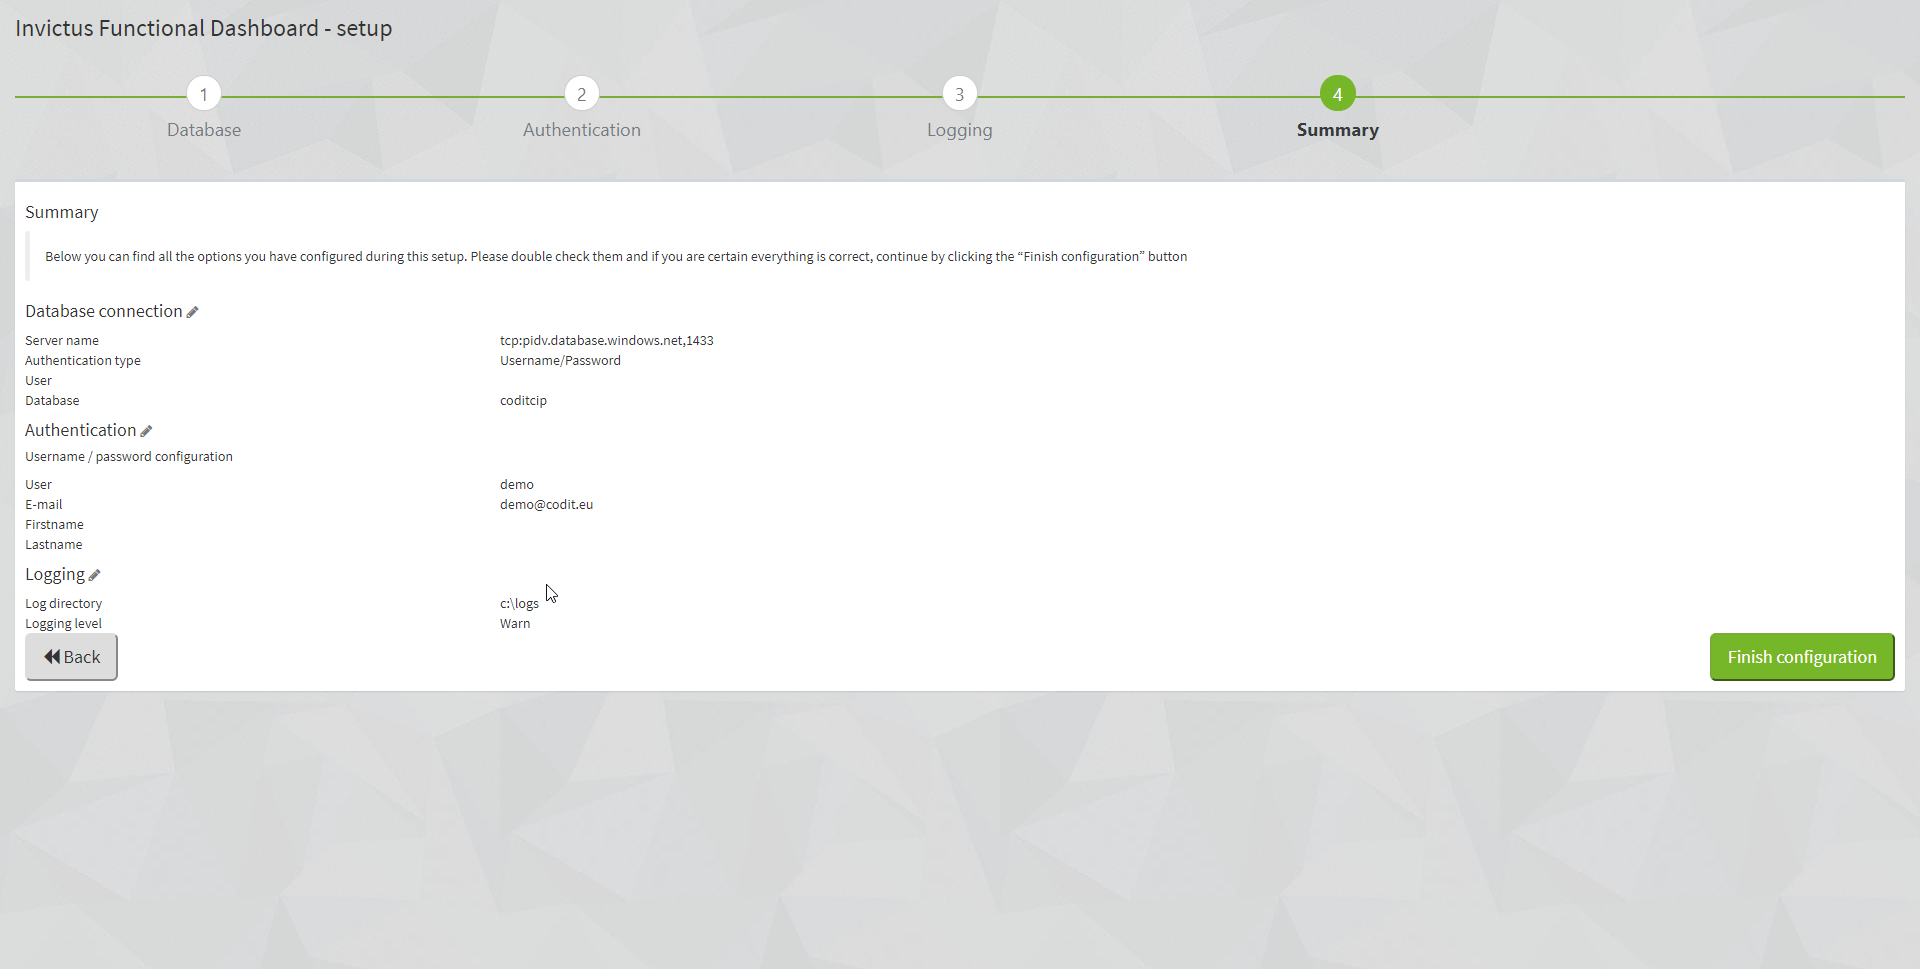 Invictus Functional Dashboard - setup
1 2 3 4
Database Authentication Logging Summary
Summary
Below you can find all the options you have configured during this setup. Please double check them and if you are certain everything is correct, continue by clicking the “Finish configuration” button
Database connection
Server name tcp:pidv.database.windows.net,1433
Authentication type Username/Password
User
Database coditcip
Authentication
Username / password configuration
User demo
E-mail demo@codit.eu
Firstname
Lastname
Logging
Log directory c:\logs
Logging level Warn
Back Finish configuration